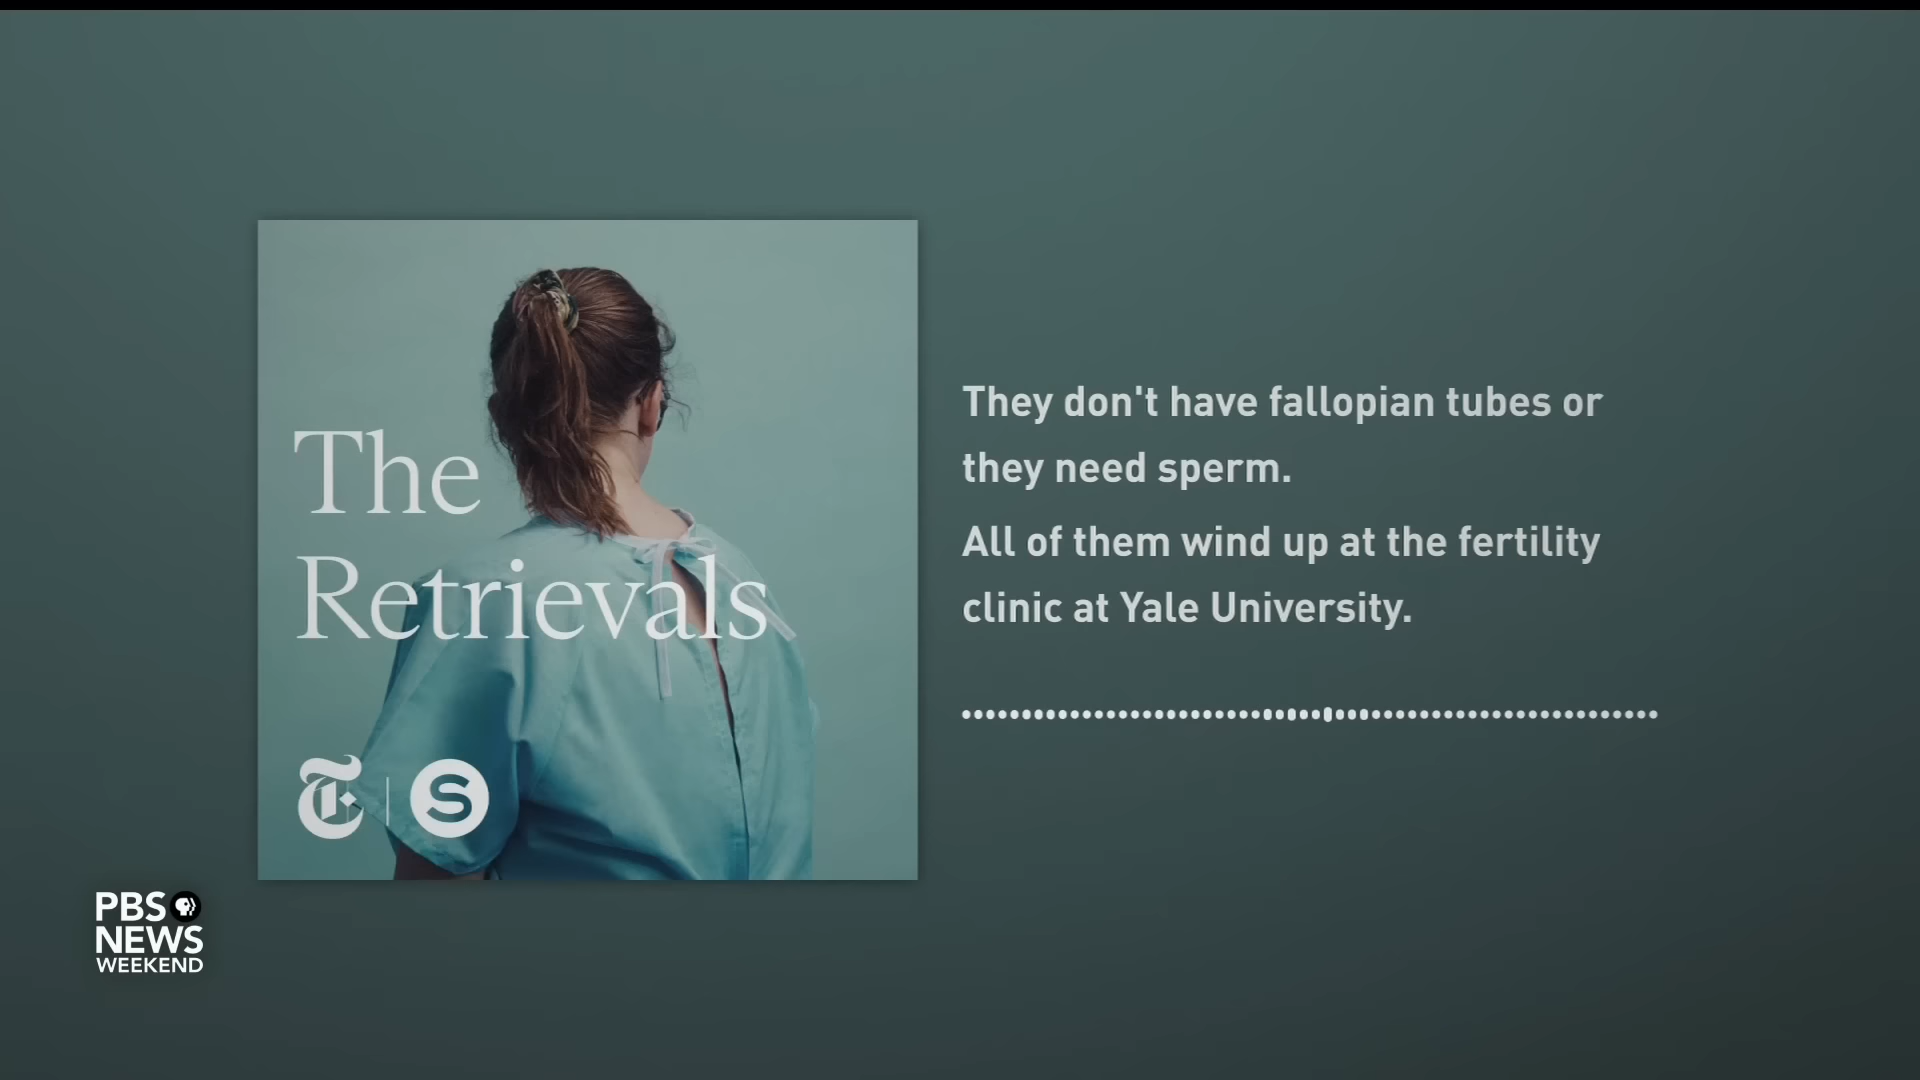 The
Retrievals
T
S
They don't have fallopian tubes or
they need sperm.
All of them wind up at the fertility
clinic at Yale University.
PBS
NEWS
WEEKEND